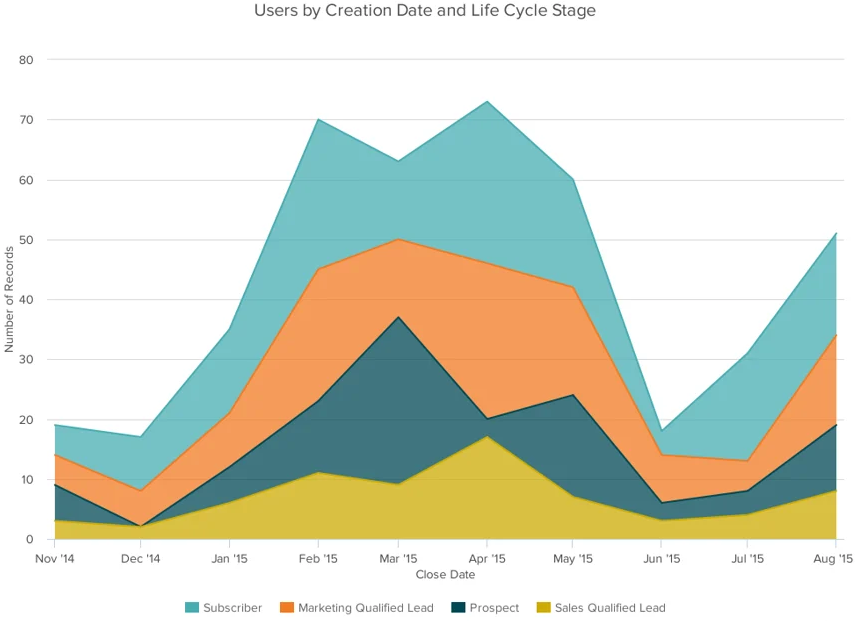 Users by Creation Date and Life Cycle Stage
80
70
60
50
40
30
20
10
0
Number of Records
Nov '14 Dec '14 Jan '15 Feb '15 Mar '15 Apr '15 May '15 Jun '15 Jul '15 Aug '15
Close Date
Subscriber Marketing Qualified Lead Prospect Sales Qualified Lead